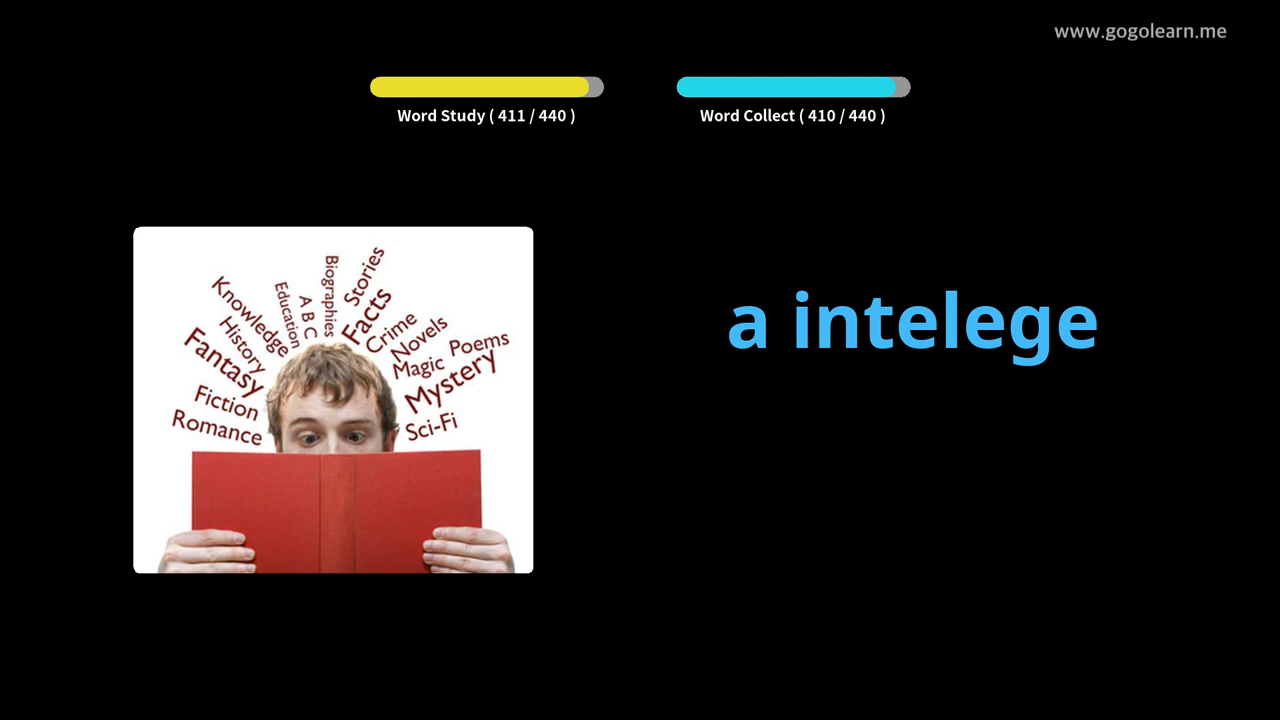 www.gogolearn.me
Word Study ( 411 / 440 )
Word Collect ( 410 / 440 )
a intelege
Knowledge
History
Fantasy
Fiction
Romance
Education
A B C
Biographies
Stories
Facts
Crime
Novels
Magic
Poems
Mystery
Sci-Fi